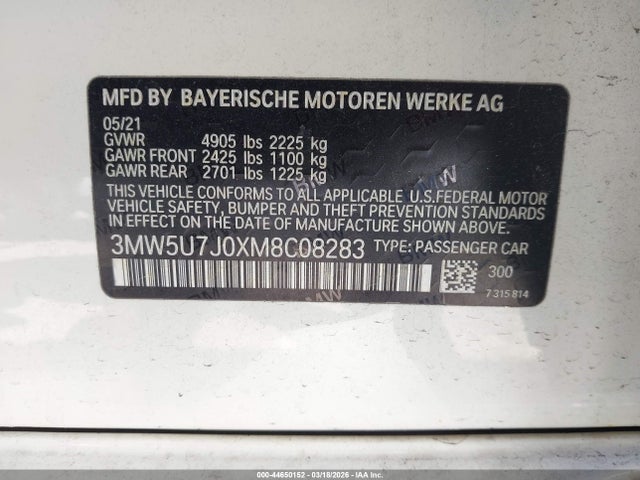 MFD BY BAYERISCHE MOTOREN WERKE AG
05/21
GVWR 4905 lbs 2225 kg
GAWR FRONT 2425 lbs 1100 kg
GAWR REAR 2701 lbs 1225 kg
THIS VEHICLE CONFORMS TO ALL APPLICABLE U.S.FEDERAL MOTOR
VEHICLE SAFETY, BUMPER AND THEFT PREVENTION STANDARDS
IN EFFECT ON THE DATE OF MANUFACTURE SHOWN ABOVE.
3MW5U7J0XM8C08283 TYPE: PASSENGER CAR
300
7 315 814
000-44650152 - 03/18/2026 - IAA Inc.